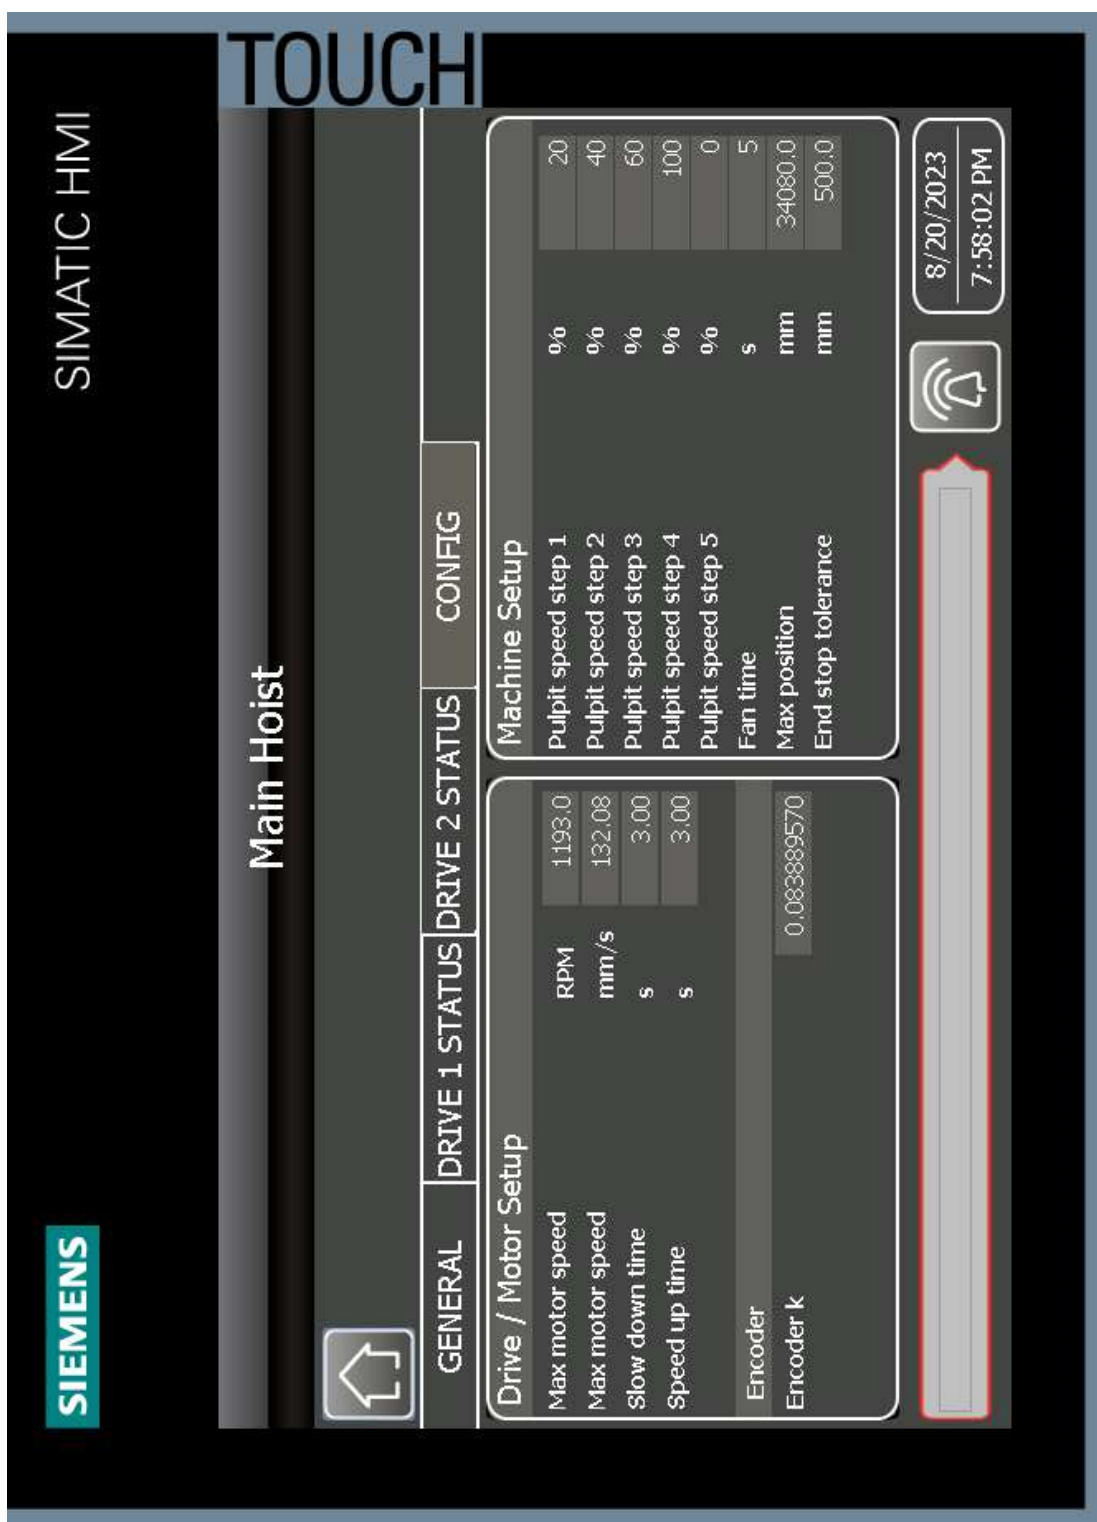 SIEMENS
SIMATIC HMI
TOUCH
Main Hoist
GENERAL
DRIVE 1 STATUS
DRIVE 2 STATUS
CONFIG
Drive / Motor Setup
Max motor speed RPM 1193.0
Max motor speed mm/s 132.08
Slow down time s 3.00
Speed up time s 3.00
Encoder
Encoder k 0.083889570
Machine Setup
Pulpit speed step 1 % 20
Pulpit speed step 2 % 40
Pulpit speed step 3 % 60
Pulpit speed step 4 % 100
Pulpit speed step 5 % 0
Fan time s 5
Max position mm 34080.0
End stop tolerance mm 500.0
8/20/2023
7:58:02 PM